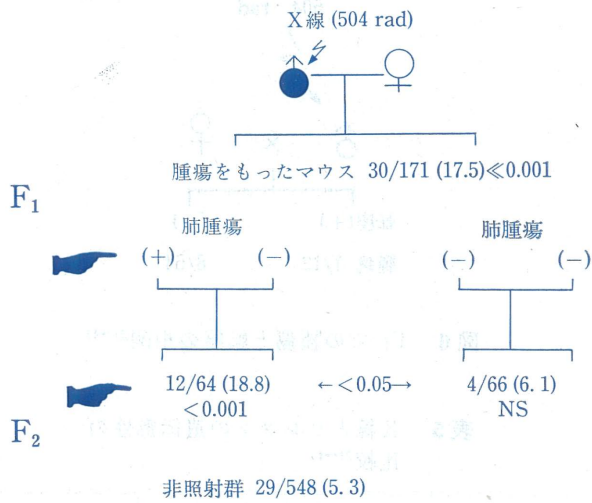 X線 (504 rad)
腫瘍をもったマウス 30/171 (17.5)≪0.001
F₁
肺腫瘍 肺腫瘍
(+) (−) (−) (−)
12/64 (18.8) ←<0.05→ 4/66 (6.1)
<0.001 NS
F₂
非照射群 29/548 (5.3)